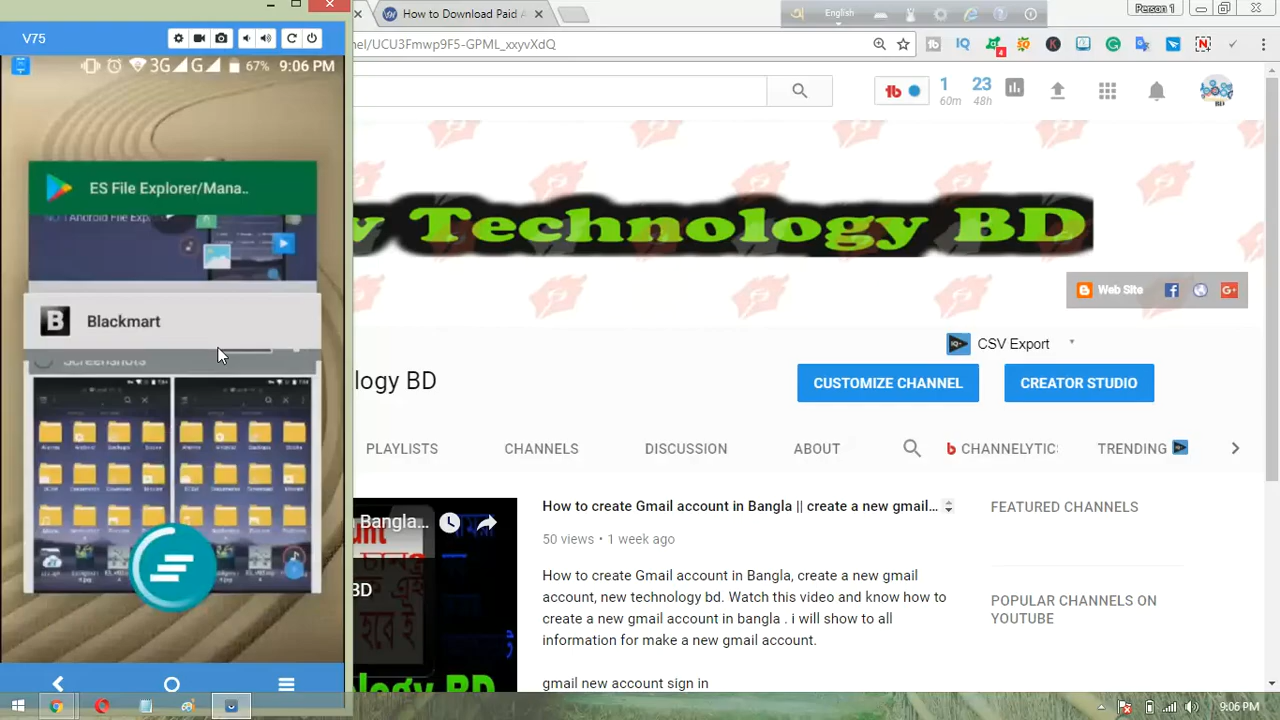 How to Download Paid A
English
Person 1
V75
nel/UCU3Fmwp9F5-GPML_xxyvXdQ
3G G 67% 9:06 PM
1
60m
23
48h
ES File Explorer/Mana..
Blackmart
Screenshots
v Technology BD
Web Site
CSV Export
logy BD
CUSTOMIZE CHANNEL
CREATOR STUDIO
PLAYLISTS
CHANNELS
DISCUSSION
ABOUT
CHANNELYTIC
TRENDING
How to create Gmail account in Bangla || create a new gmail...
50 views • 1 week ago
How to create Gmail account in Bangla, create a new gmail
account, new technology bd. Watch this video and know how to
create a new gmail account in bangla . i will show to all
information for make a new gmail account.
gmail new account sign in
FEATURED CHANNELS
POPULAR CHANNELS ON
YOUTUBE
Bangla...
BD
হবে
ology BD
9:06 PM